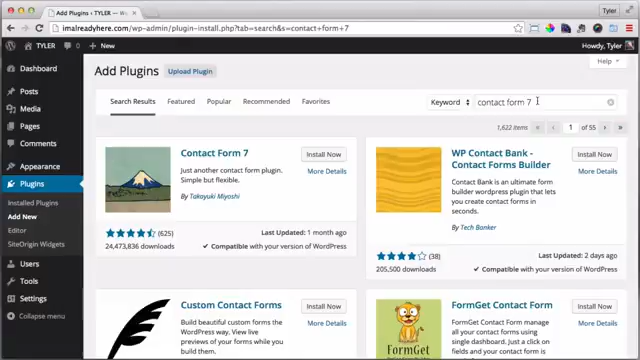 Add Plugins ‹ TYLER — Wo
Tyler
imalreadyhere.com/wp-admin/plugin-install.php?tab=search&s=contact+form+7
TYLER
+ New
Howdy, Tyler
Help
Dashboard
Posts
Media
Pages
Comments
Appearance
Plugins
Installed Plugins
Add New
Editor
SiteOrigin Widgets
Users
Tools
Settings
Collapse menu
Add Plugins
Upload Plugin
Search Results
Featured
Popular
Recommended
Favorites
Keyword
contact form 7
1,622 items
«
‹
1
of 55
›
»
Contact Form 7
Install Now
More Details
Just another contact form plugin.
Simple but flexible.
By Takayuki Miyoshi
(625)
24,473,836 downloads
Last Updated: 1 month ago
✓ Compatible with your version of WordPress
WP Contact Bank -
Contact Forms Builder
Install Now
More Details
Contact Bank is an ultimate form
builder wordpress plugin that lets
you create contact forms in
seconds.
By Tech Banker
(38)
205,500 downloads
Last Updated: 2 days ago
✓ Compatible with your version of WordPress
Custom Contact Forms
Install Now
More Details
Build beautiful custom forms the
WordPress way. View live
previews of your forms while you
build them.
FormGet
FormGet Contact Form
Install Now
More Details
FormGet Contact Form Manage
all your contact forms using
single dashboard. Just a click on
fields and your contact form is